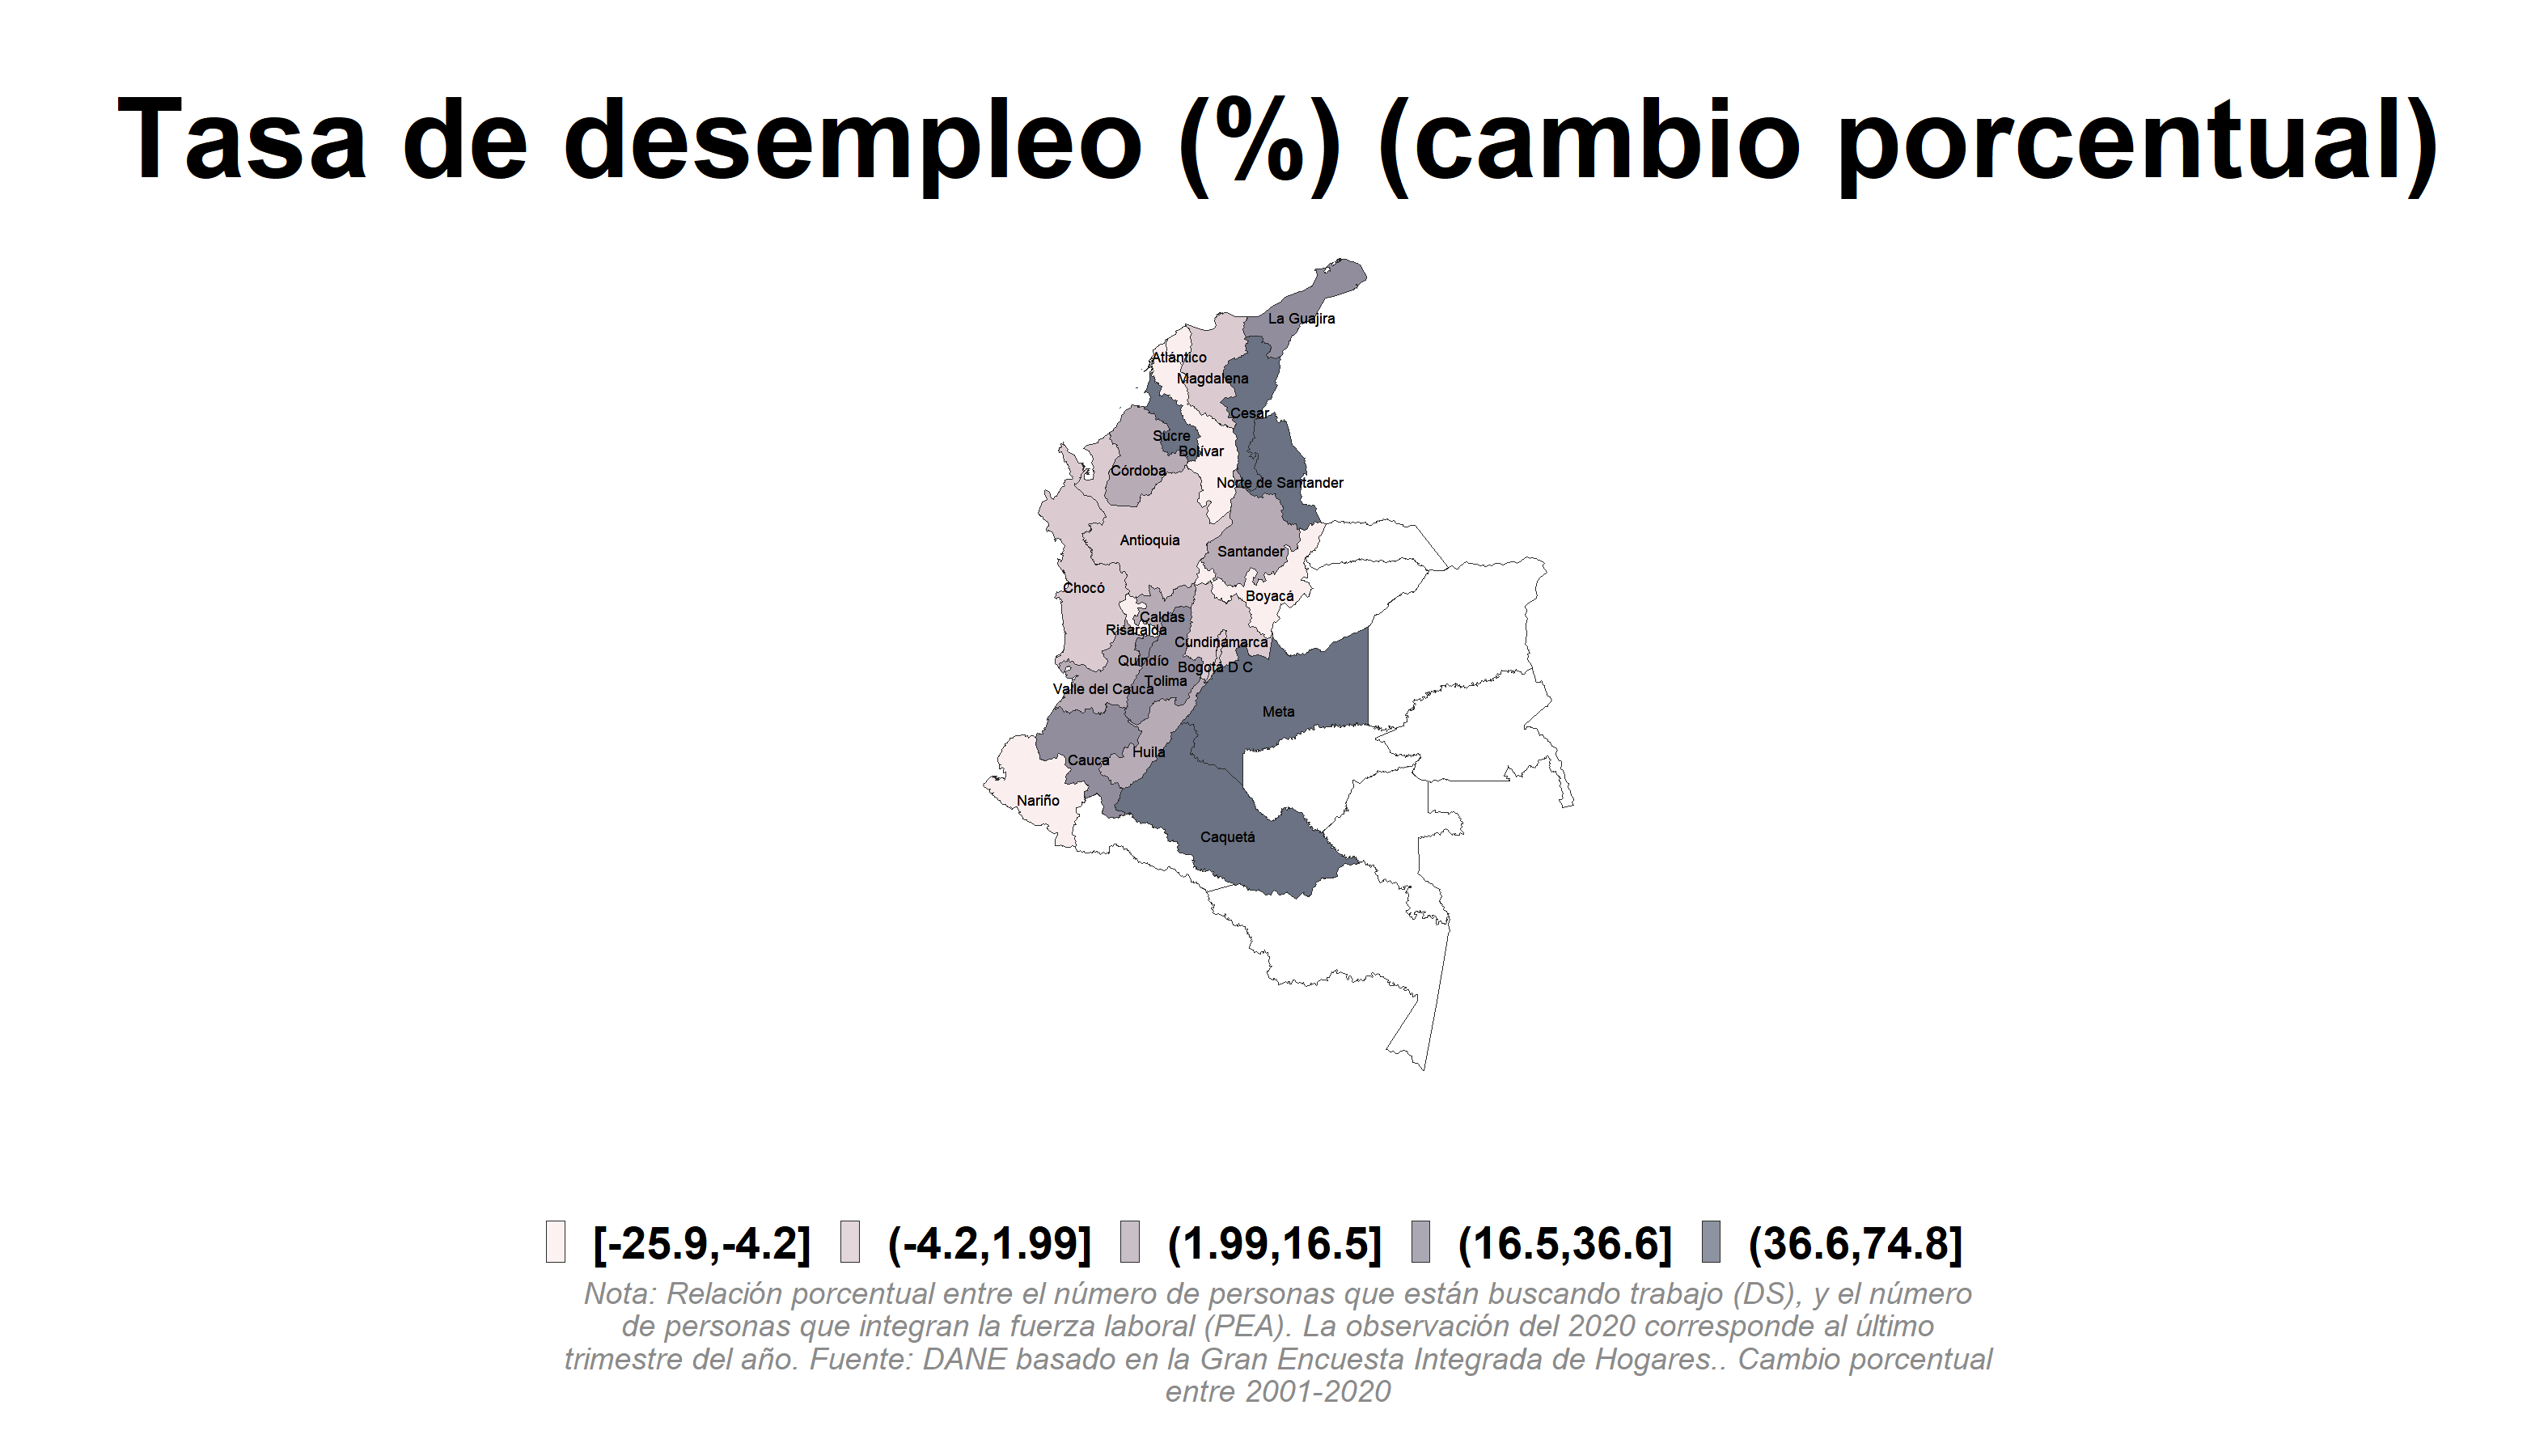 Tasa de desempleo (%) (cambio porcentual)
La Guajira
Atlántico
Magdalena
Cesar
Sucre
Bolívar
Córdoba
Norte de Santander
Antioquia
Santander
Chocó
Boyacá
Caldas
Risaralda
Cundinamarca
Quindío
Bogotá D C
Tolima
Valle del Cauca
Meta
Huila
Cauca
Nariño
Caquetá
[-25.9,-4.2] (-4.2,1.99] (1.99,16.5] (16.5,36.6] (36.6,74.8]
Nota: Relación porcentual entre el número de personas que están buscando trabajo (DS), y el número
de personas que integran la fuerza laboral (PEA). La observación del 2020 corresponde al último
trimestre del año. Fuente: DANE basado en la Gran Encuesta Integrada de Hogares.. Cambio porcentual
entre 2001-2020